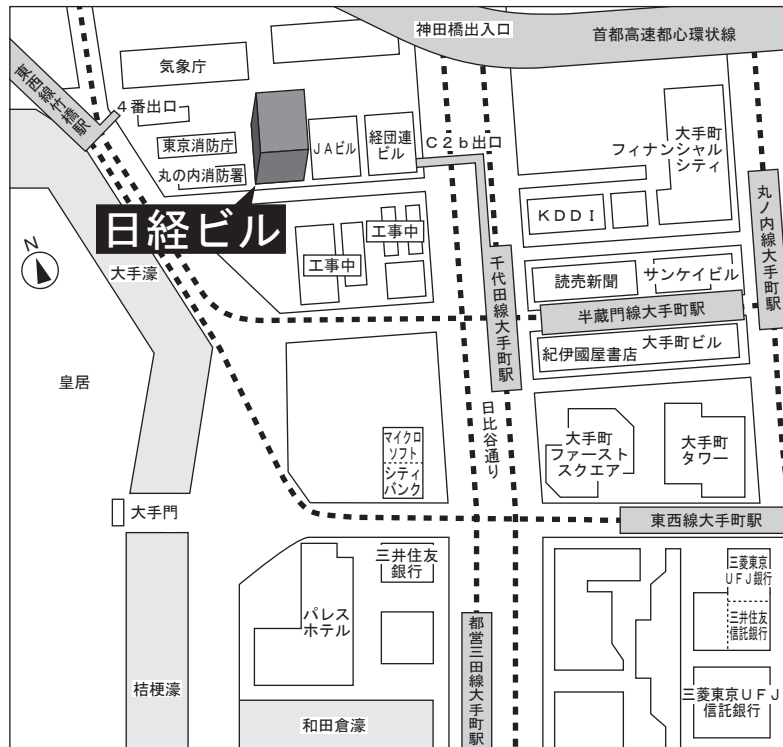 神田橋出入口
首都高速都心環状線
東西線竹橋駅
気象庁
4番出口
東京消防庁
丸の内消防署
JAビル
経団連
ビル
C2b出口
大手町
フィナンシャル
シティ
丸ノ内線大手町駅
KDDI
日経ビル
工事中
工事中
N
大手濠
千代田線大手町駅
読売新聞
サンケイビル
半蔵門線大手町駅
紀伊國屋書店
大手町ビル
皇居
日比谷通り
マイクロ
ソフト
シティ
バンク
大手町
ファースト
スクエア
大手町
タワー
大手門
東西線大手町駅
三井住友
銀行
三菱東京
UFJ銀行
三井住友
信託銀行
パレス
ホテル
都営三田線大手町駅
桔梗濠
和田倉濠
三菱東京UFJ
信託銀行